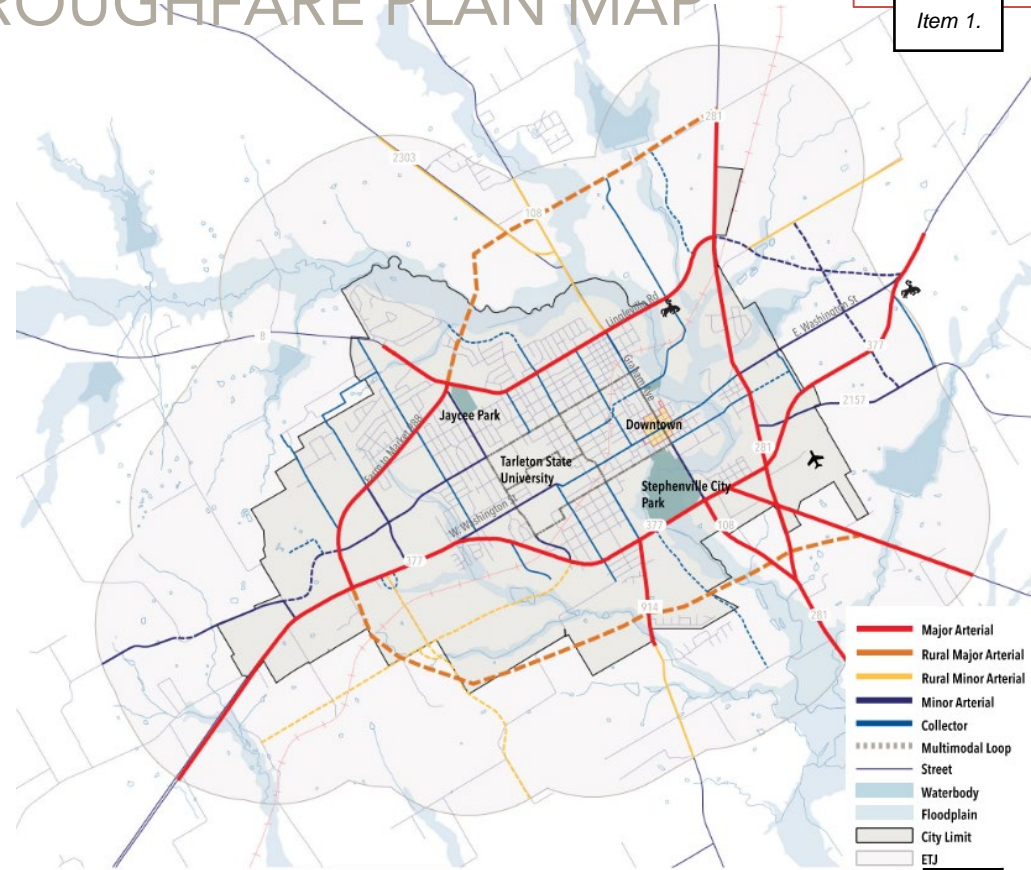 ROUGHFARE PLAN MAP
Item 1.
281
2303
108
Lingleville Rd
E. Washington St
8
377
Graham Ave
2157
Jaycee Park
Downtown
Tarleton State
University
281
Stephenville City
Park
W. Washington St
377
108
377
914
281
Major Arterial
Rural Major Arterial
Rural Minor Arterial
Minor Arterial
Collector
Multimodal Loop
Street
Waterbody
Floodplain
City Limit
ETJ